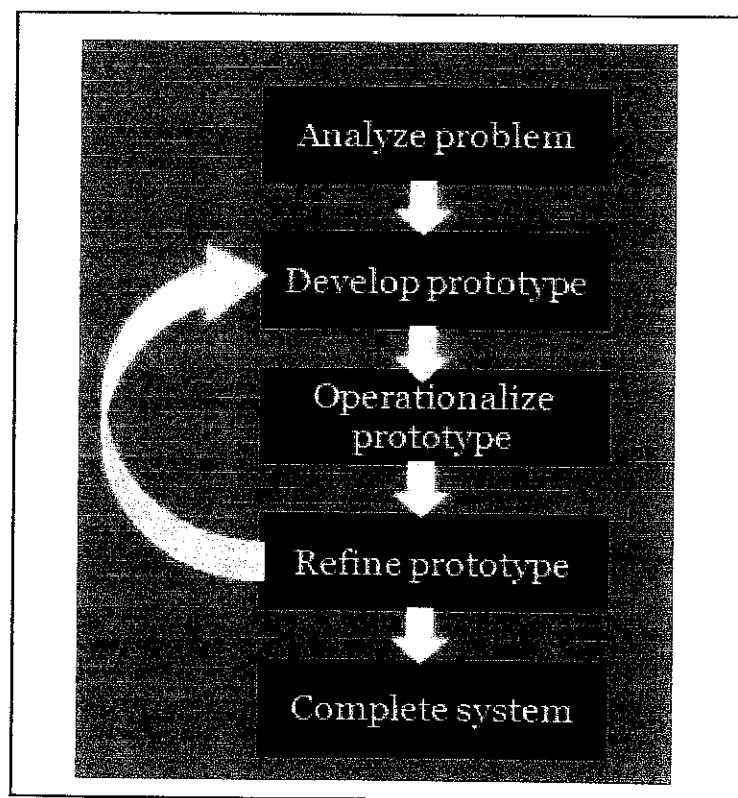 Analyze problem
Develop prototype
Operationalize
prototype
Refine prototype
Complete system